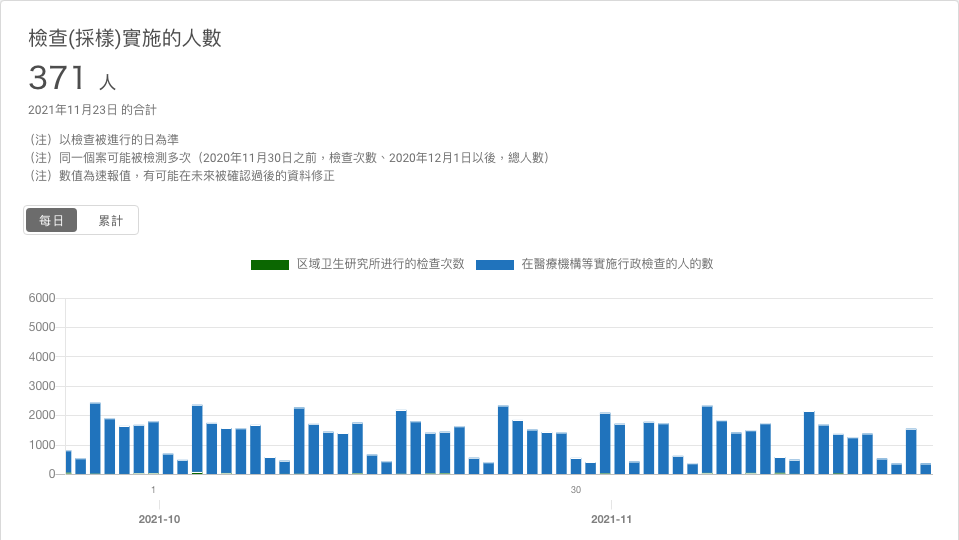 檢查(採樣)實施的人數
371 人
2021年11月23日 的合計
（注）以檢查被進行的日為準
（注）同一個案可能被檢測多次（2020年11月30日之前，檢查次數、2020年12月1日以後，總人數）
（注）數值為速報值，有可能在未來被確認過後的資料修正
每日 累計
区域卫生研究所进行的检查次数 在醫療機構等實施行政檢查的人的數
6000
5000
4000
3000
2000
1000
0
1 30
2021-10 2021-11